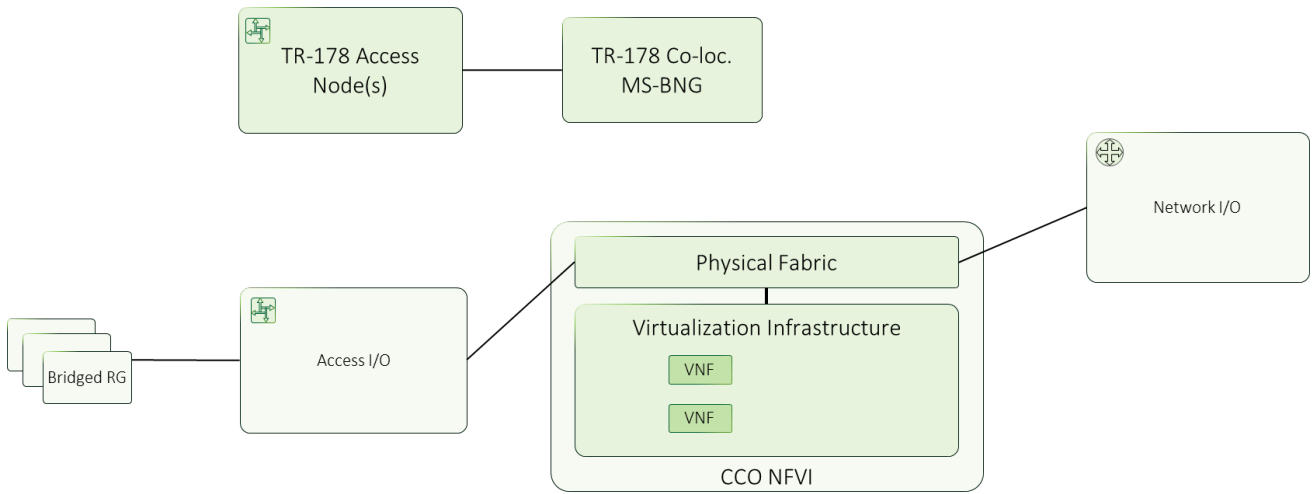 TR-178 Access
Node(s)
TR-178 Co-loc.
MS-BNG
Network I/O
Physical Fabric
Virtualization Infrastructure
Access I/O
VNF
Bridged RG
VNF
CCO NFVI